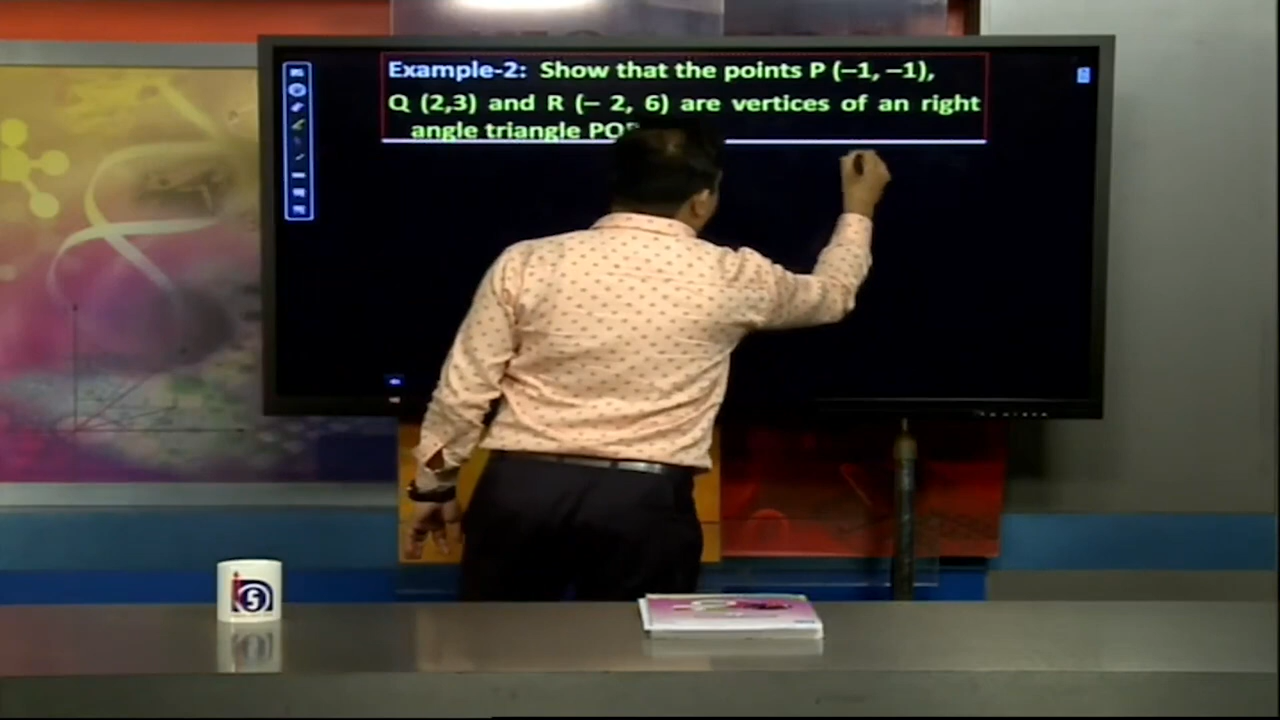 Example-2: Show that the points P (–1, –1),
Q (2,3) and R (– 2, 6) are vertices of an right
angle triangle
5